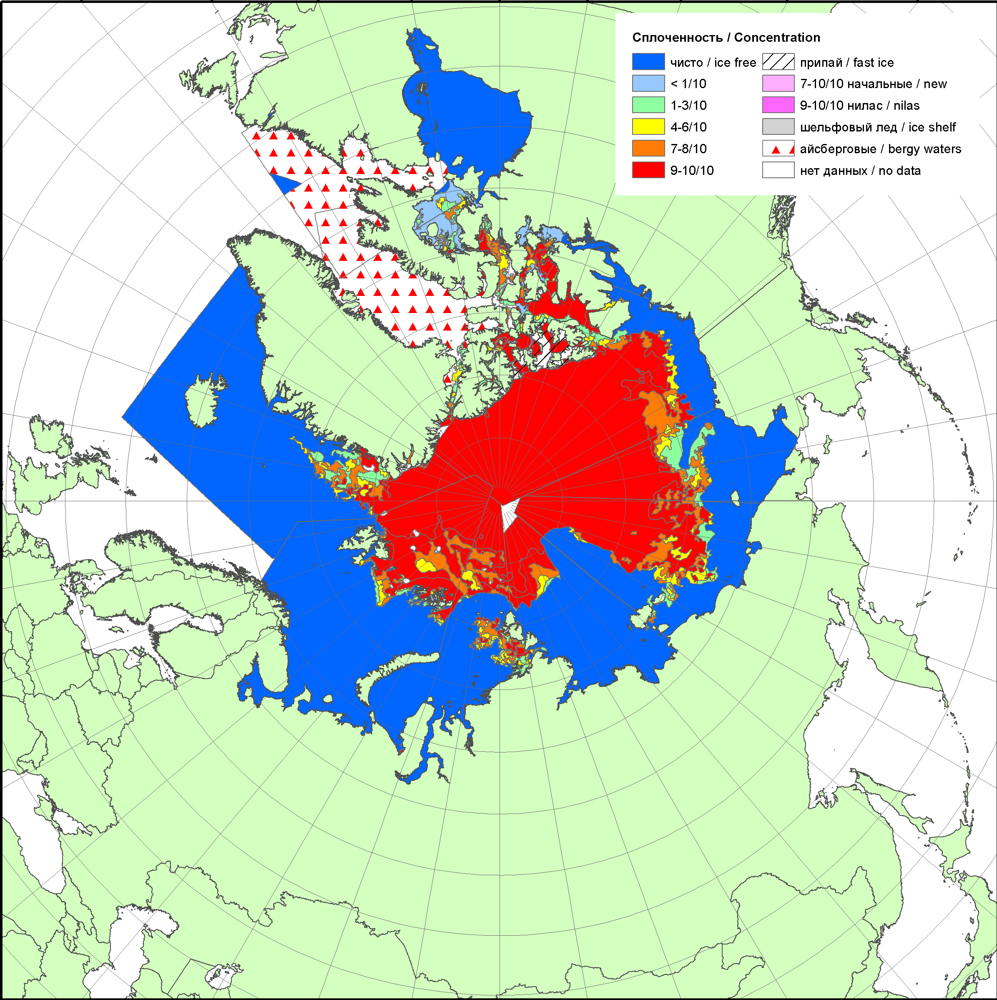 Сплоченность / Concentration
чисто / ice free
< 1/10
1-3/10
4-6/10
7-8/10
9-10/10
припай / fast ice
7-10/10 начальные / new
9-10/10 нилас / nilas
шельфовый лед / ice shelf
айсберговые / bergy waters
нет данных / no data